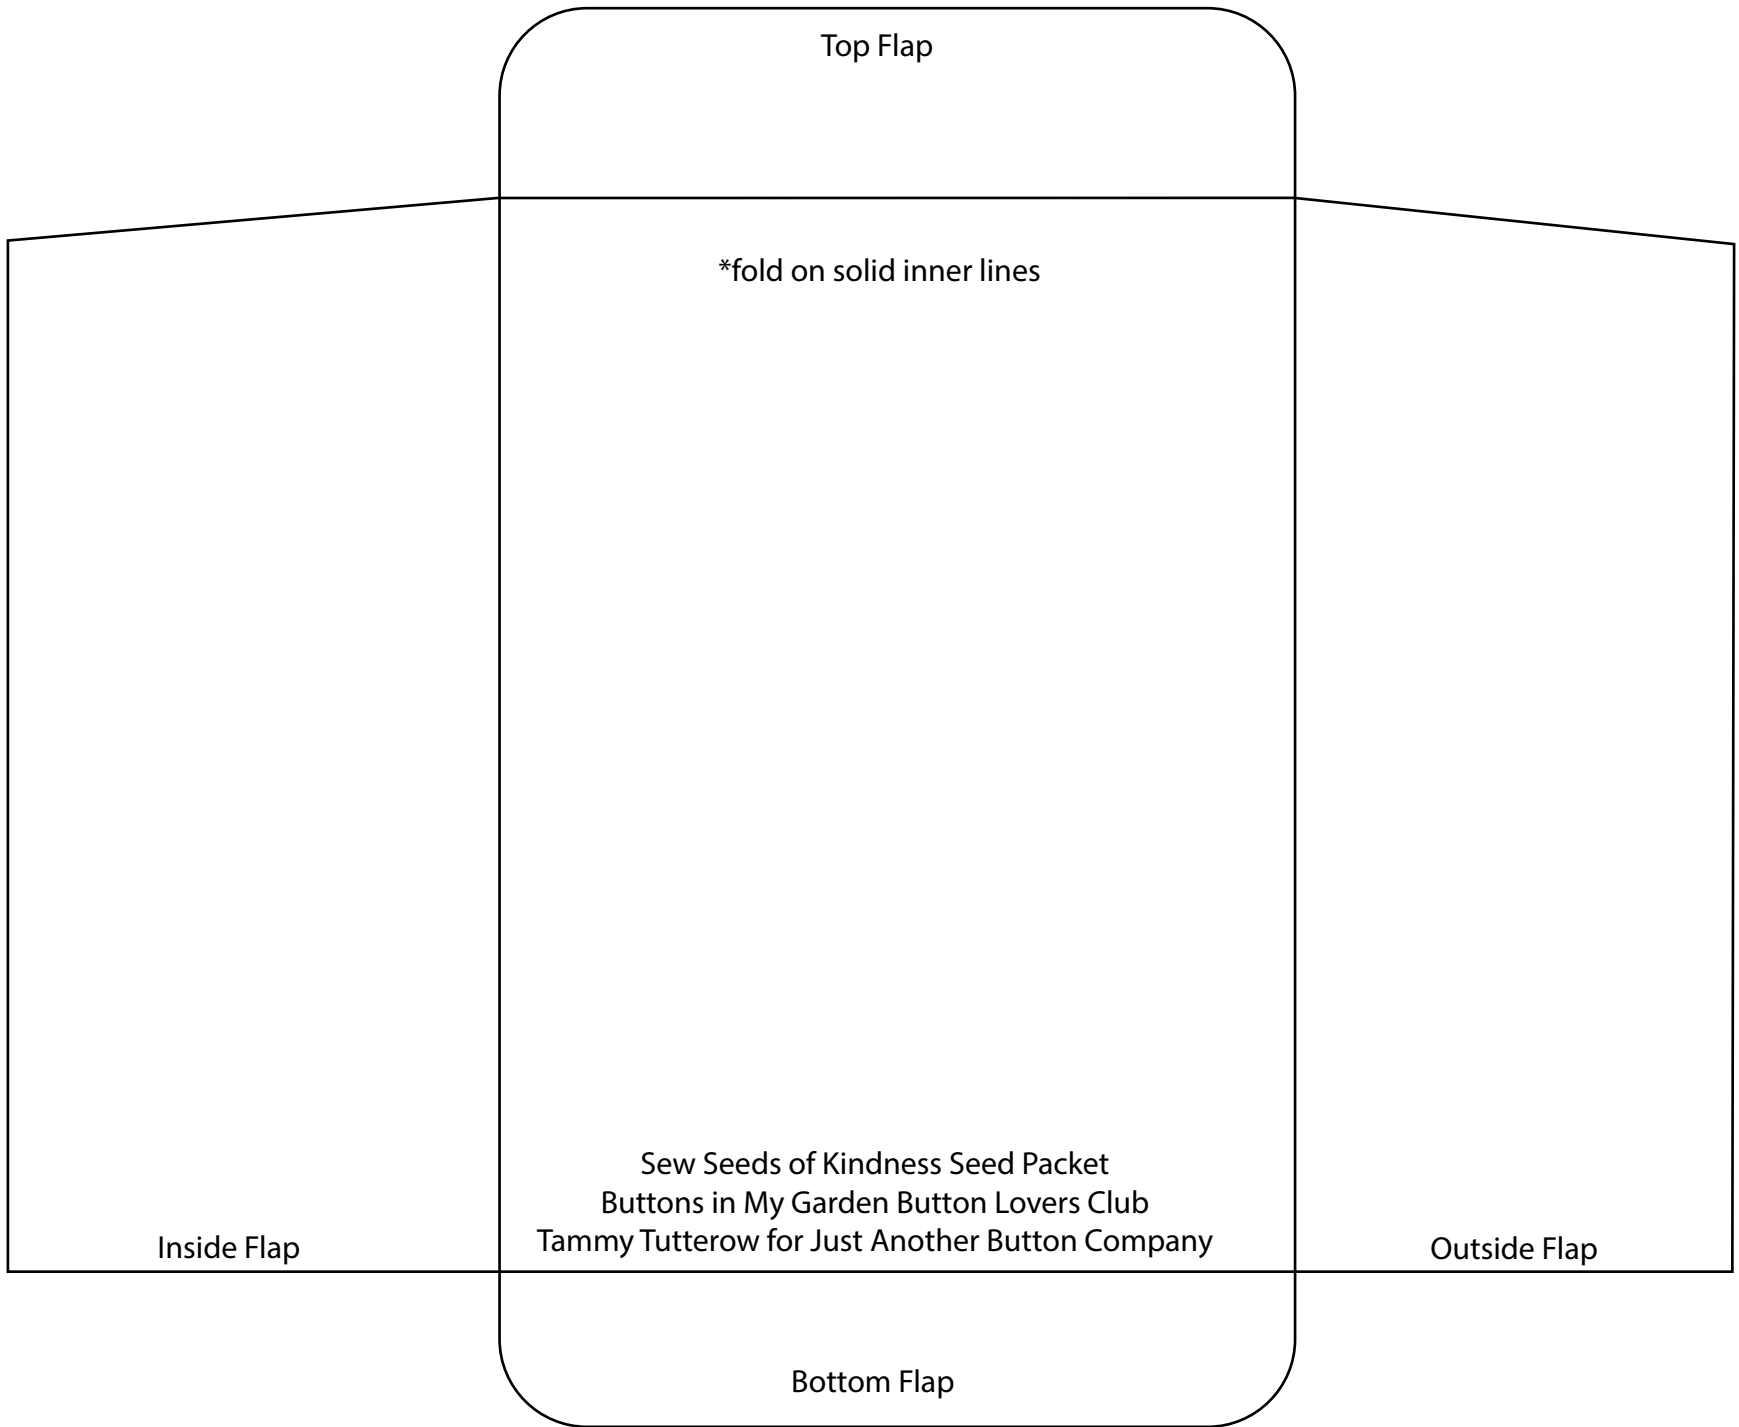 Top Flap
*fold on solid inner lines
Sew Seeds of Kindness Seed Packet
Buttons in My Garden Button Lovers Club
Tammy Tutterow for Just Another Button Company
Inside Flap
Outside Flap
Bottom Flap